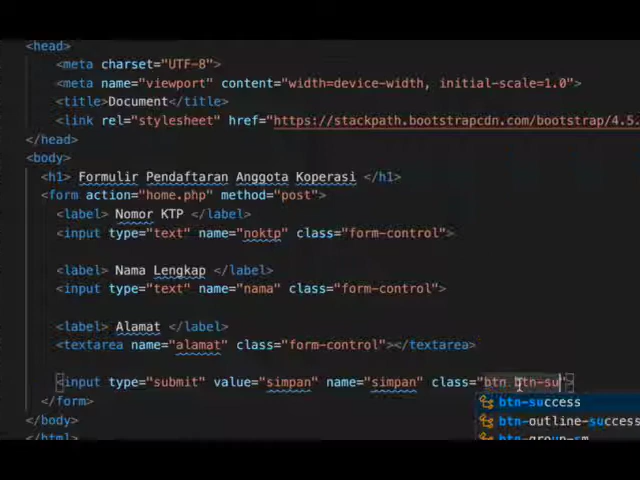 <head>
<meta charset="UTF-8">
<meta name="viewport" content="width=device-width, initial-scale=1.0">
<title>Document</title>
<link rel="stylesheet" href="https://stackpath.bootstrapcdn.com/bootstrap/4.5.
</head>
<body>
<h1> Formulir Pendaftaran Anggota Koperasi </h1>
<form action="home.php" method="post">
<label> Nomor KTP </label>
<input type="text" name="noktp" class="form-control">
<label> Nama Lengkap </label>
<input type="text" name="nama" class="form-control">
<label> Alamat </label>
<textarea name="alamat" class="form-control"></textarea>
<input type="submit" value="simpan" name="simpan" class="btn btn-su">
</form>
btn-success
</body>
btn-outline-success
</html>
btn-group-sm